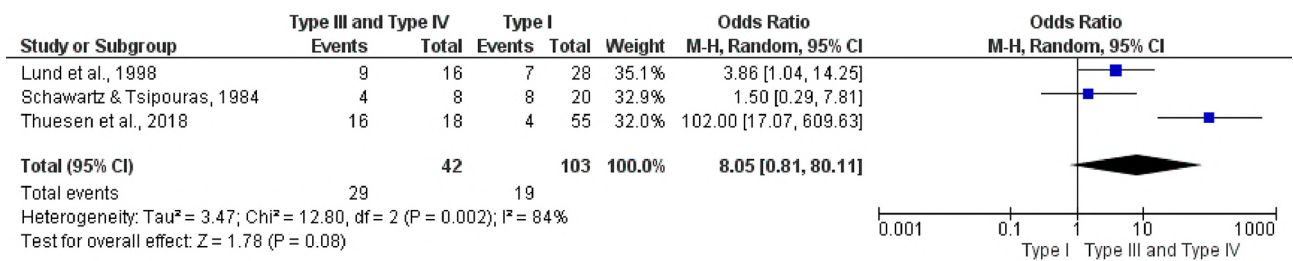 Type III and Type IV Type I Odds Ratio Odds Ratio
Study or Subgroup Events Total Events Total Weight M-H, Random, 95% CI M-H, Random, 95% CI
Lund et al., 1998 9 16 7 28 35.1% 3.86 [1.04, 14.25]
Schawartz & Tsipouras, 1984 4 8 8 20 32.9% 1.50 [0.29, 7.81]
Thuesen et al., 2018 16 18 4 55 32.0% 102.00 [17.07, 609.63]
Total (95% CI) 42 103 100.0% 8.05 [0.81, 80.11]
Total events 29 19
Heterogeneity: Tau² = 3.47; Chi² = 12.80, df = 2 (P = 0.002); I² = 84%
Test for overall effect: Z = 1.78 (P = 0.08)
0.001 0.1 1 10 1000
Type I Type III and Type IV